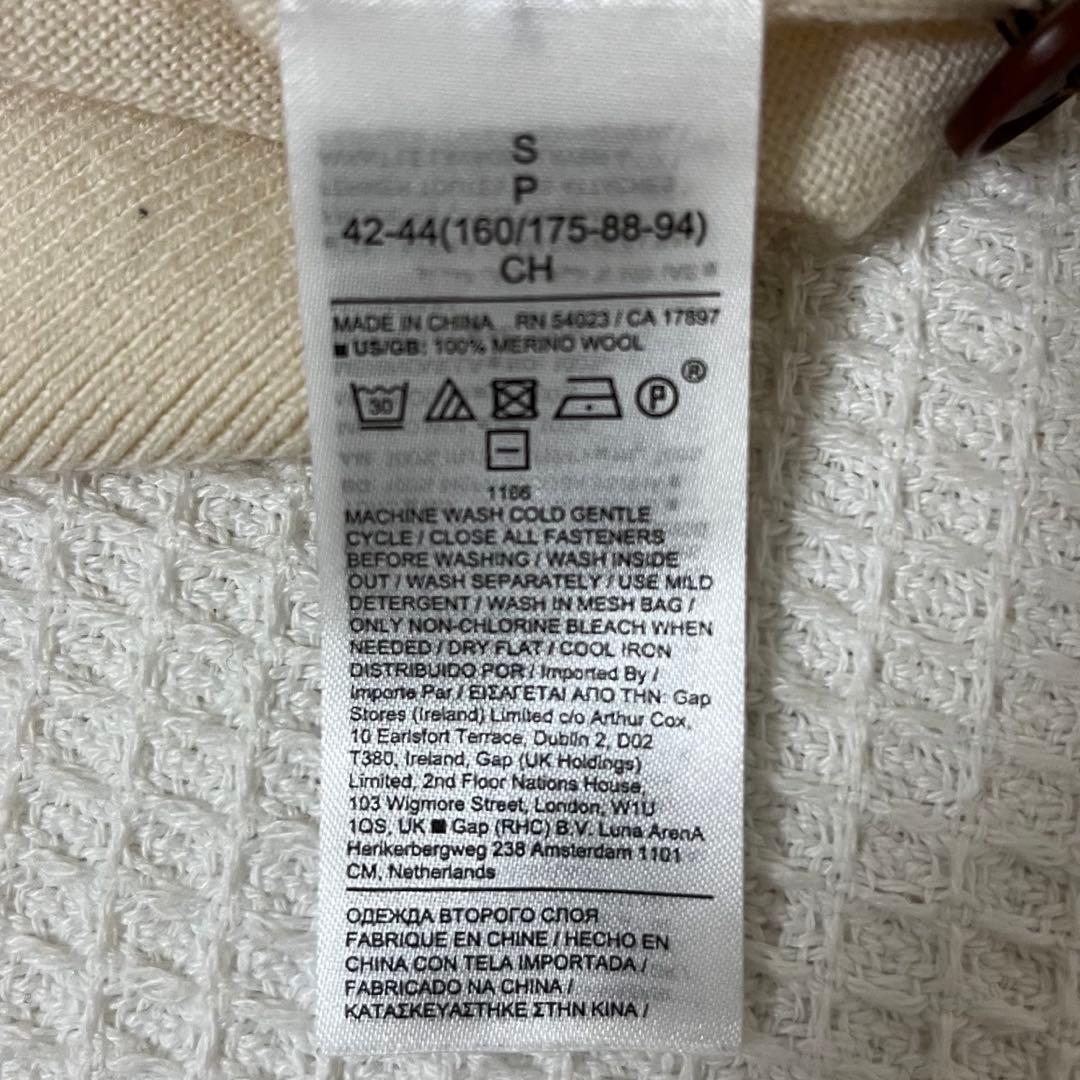 S
P
42-44(160/175-88-94)
CH
MADE IN CHINA RN 54023 / CA 17897
■ US/GB: 100% MERINO WOOL
30 P ®
1166
MACHINE WASH COLD GENTLE
CYCLE / CLOSE ALL FASTENERS
BEFORE WASHING / WASH INSIDE
OUT / WASH SEPARATELY / USE MILD
DETERGENT / WASH IN MESH BAG /
ONLY NON-CHLORINE BLEACH WHEN
NEEDED / DRY FLAT / COOL IRON
DISTRIBUIDO POR / Imported By /
Importe Par / ΕΙΣΑΓΕΤΑΙ ΑΠΟ ΤΗΝ: Gap
Stores (Ireland) Limited c/o Arthur Cox,
10 Earlsfort Terrace, Dublin 2, D02
T380, Ireland, Gap (UK Holdings)
Limited, 2nd Floor Nations House,
103 Wigmore Street, London, W1U
1QS, UK ■ Gap (RHC) B.V. Luna ArenA
Herikerbergweg 238 Amsterdam 1101
CM, Netherlands
ОДЕЖДА ВТОРОГО СЛОЯ
FABRIQUE EN CHINE / HECHO EN
CHINA CON TELA IMPORTADA /
FABRICADO NA CHINA /
ΚΑΤΑΣΚΕΥΑΣΤΗΚΕ ΣΤΗΝ ΚΙΝΑ /